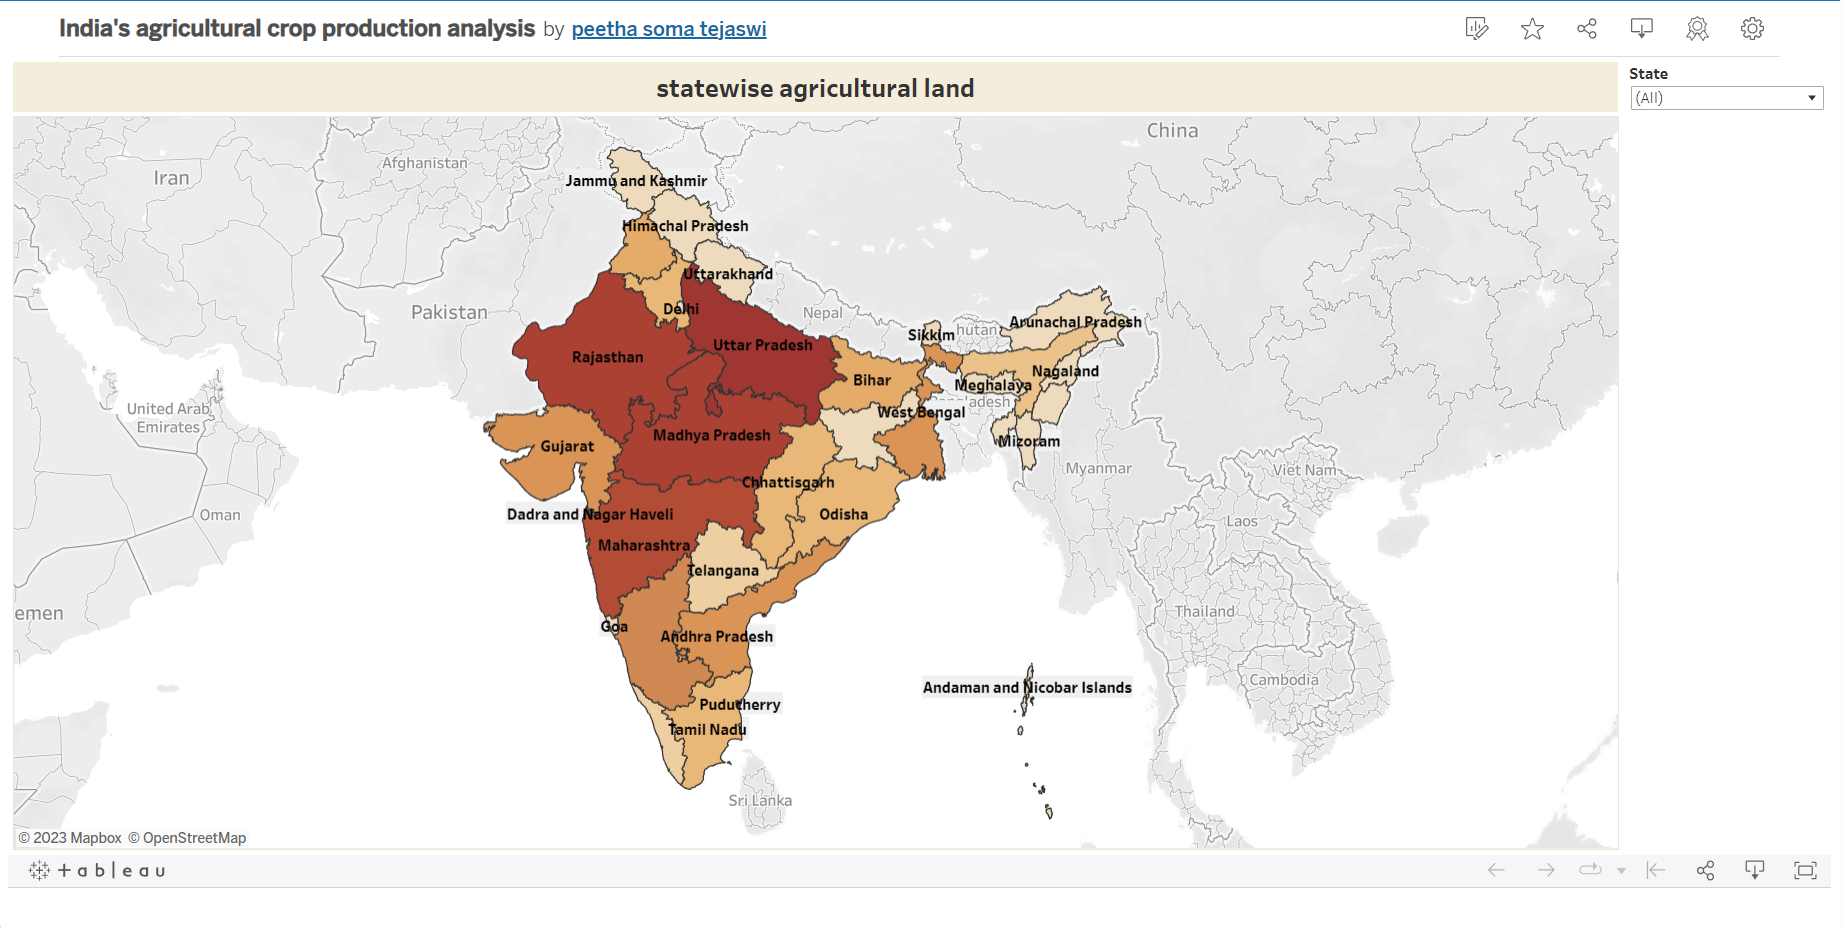 India's agricultural crop production analysis by peetha soma tejaswi
statewise agricultural land
State
(All)
China
Afghanistan
Iran
Jammu and Kashmir
Himachal Pradesh
Uttarakhand
Pakistan
Delhi
Nepal
Sikkim
hutan
Arunachal Pradesh
Uttar Pradesh
Rajasthan
Bihar
Nagaland
Meghalaya
adesh
United Arab
Emirates
West Bengal
Madhya Pradesh
Gujarat
Mizoram
Myanmar
Viet Nam
Chhattisgarh
Dadra and Nagar Haveli
Odisha
Oman
Laos
Maharashtra
Telangana
emen
Thailand
Goa
Andhra Pradesh
Cambodia
Andaman and Nicobar Islands
Puducherry
Tamil Nadu
Sri Lanka
© 2023 Mapbox © OpenStreetMap
+ableau